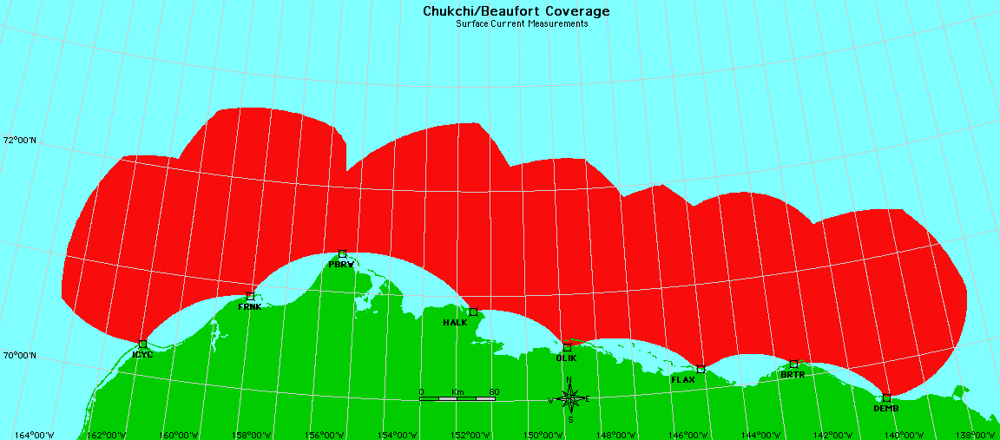 Chukchi/Beaufort Coverage
Surface Current Measurements
72°00'N
PBRW
FRNK
HALK
ICYC
70°00'N
OLIK
FLAX
BRTR
DEMB
0 Km 80
N
W E
S
164°00'W 162°00'W 160°00'W 158°00'W 156°00'W 154°00'W 152°00'W 150°00'W 148°00'W 146°00'W 144°00'W 142°00'W 140°00'W 138°00'W